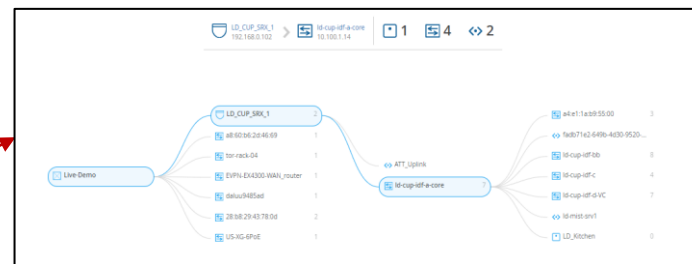 LD_CUP_SRX_1
192.168.0.102
ld-cup-idf-a-core
10.100.1.14
1
4
2
LD_CUP_SRX_1 2
a8:60:b6:2d:46:69 1
tor-rack-04 1
Live-Demo
EVPN-EX4300-WAN_router 1
daluu9485ad 1
28:b8:29:43:78:0d 2
US-XG-6PoE 1
ATT_Uplink
ld-cup-idf-a-core 7
a4:e1:1a:b9:55:00 3
fadb71e2-649b-4d30-9520-...
ld-cup-idf-bb 8
ld-cup-idf-c 4
ld-cup-idf-d-VC 7
ld-mist-srv1
LD_Kitchen 0